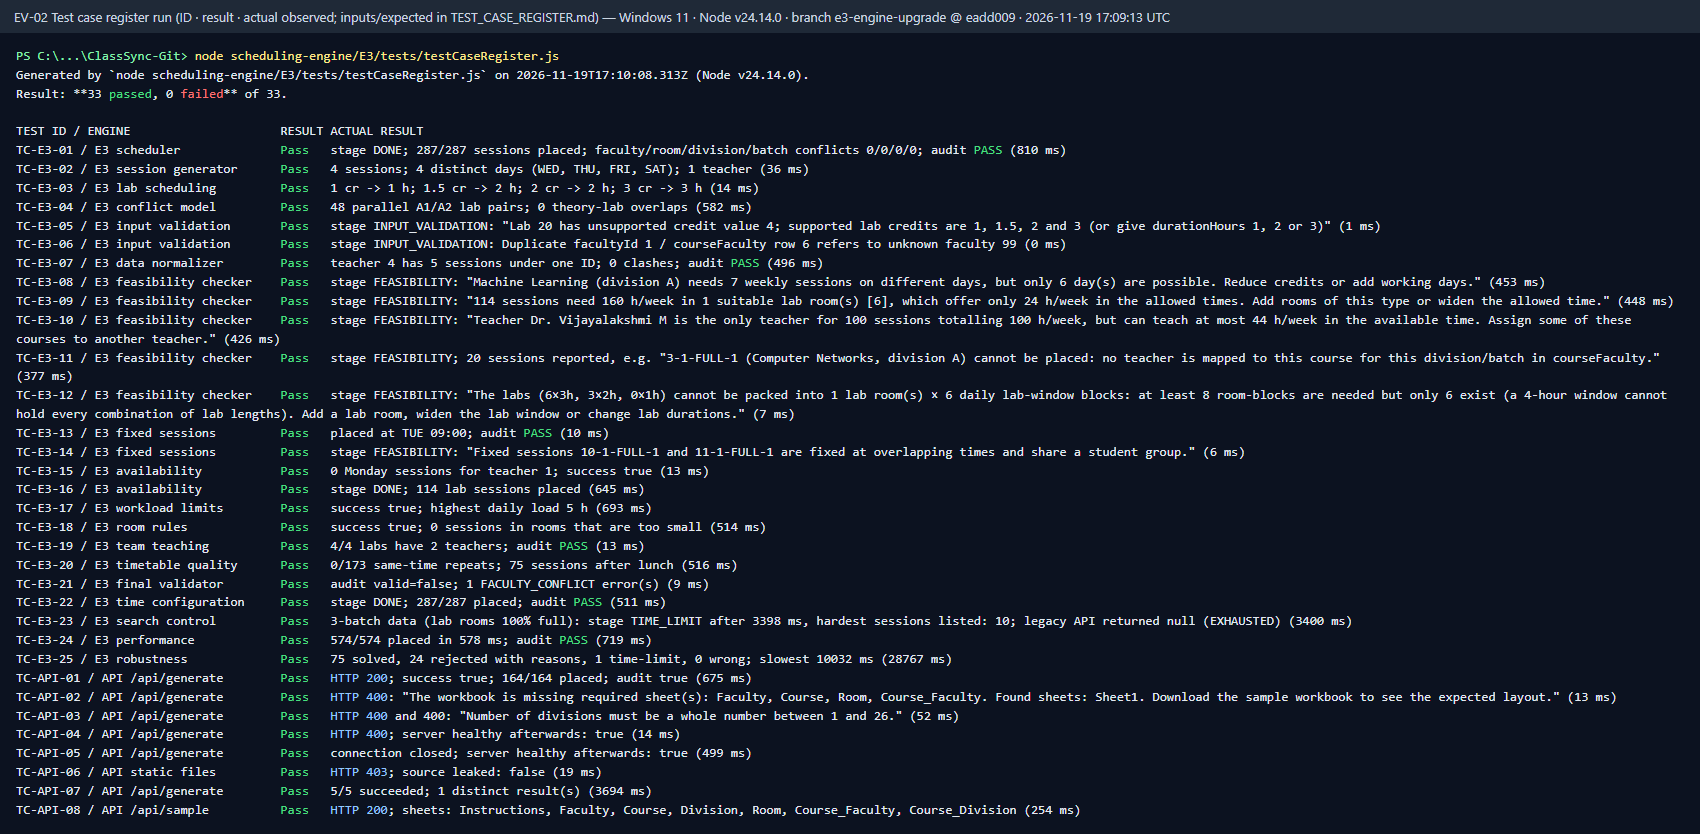 EV-02 Test case register run (ID · result · actual observed; inputs/expected in TEST_CASE_REGISTER.md) — Windows 11 · Node v24.14.0 · branch e3-engine-upgrade @ eadd009 · 2026-11-19 17:09:13 UTC
PS C:\...\ClassSync-Git> node scheduling-engine/E3/tests/testCaseRegister.js
Generated by `node scheduling-engine/E3/tests/testCaseRegister.js` on 2026-11-19T17:10:08.313Z (Node v24.14.0).
Result: **33 passed, 0 failed** of 33.
TEST ID / ENGINE RESULT ACTUAL RESULT
TC-E3-01 / E3 scheduler Pass stage DONE; 287/287 sessions placed; faculty/room/division/batch conflicts 0/0/0/0; audit PASS (810 ms)
TC-E3-02 / E3 session generator Pass 4 sessions; 4 distinct days (WED, THU, FRI, SAT); 1 teacher (36 ms)
TC-E3-03 / E3 lab scheduling Pass 1 cr -> 1 h; 1.5 cr -> 2 h; 2 cr -> 2 h; 3 cr -> 3 h (14 ms)
TC-E3-04 / E3 conflict model Pass 48 parallel A1/A2 lab pairs; 0 theory-lab overlaps (582 ms)
TC-E3-05 / E3 input validation Pass stage INPUT_VALIDATION: "Lab 20 has unsupported credit value 4; supported lab credits are 1, 1.5, 2 and 3 (or give durationHours 1, 2 or 3)" (1 ms)
TC-E3-06 / E3 input validation Pass stage INPUT_VALIDATION: Duplicate facultyId 1 / courseFaculty row 6 refers to unknown faculty 99 (0 ms)
TC-E3-07 / E3 data normalizer Pass teacher 4 has 5 sessions under one ID; 0 clashes; audit PASS (496 ms)
TC-E3-08 / E3 feasibility checker Pass stage FEASIBILITY: "Machine Learning (division A) needs 7 weekly sessions on different days, but only 6 day(s) are possible. Reduce credits or add working days." (453 ms)
TC-E3-09 / E3 feasibility checker Pass stage FEASIBILITY: "114 sessions need 160 h/week in 1 suitable lab room(s) [6], which offer only 24 h/week in the allowed times. Add rooms of this type or widen the allowed time." (448 ms)
TC-E3-10 / E3 feasibility checker Pass stage FEASIBILITY: "Teacher Dr. Vijayalakshmi M is the only teacher for 100 sessions totalling 100 h/week, but can teach at most 44 h/week in the available time. Assign some of these
courses to another teacher." (426 ms)
TC-E3-11 / E3 feasibility checker Pass stage FEASIBILITY; 20 sessions reported, e.g. "3-1-FULL-1 (Computer Networks, division A) cannot be placed: no teacher is mapped to this course for this division/batch in courseFaculty."
(377 ms)
TC-E3-12 / E3 feasibility checker Pass stage FEASIBILITY: "The labs (6×3h, 3×2h, 0×1h) cannot be packed into 1 lab room(s) × 6 daily lab-window blocks: at least 8 room-blocks are needed but only 6 exist (a 4-hour window cannot
hold every combination of lab lengths). Add a lab room, widen the lab window or change lab durations." (7 ms)
TC-E3-13 / E3 fixed sessions Pass placed at TUE 09:00; audit PASS (10 ms)
TC-E3-14 / E3 fixed sessions Pass stage FEASIBILITY: "Fixed sessions 10-1-FULL-1 and 11-1-FULL-1 are fixed at overlapping times and share a student group." (6 ms)
TC-E3-15 / E3 availability Pass 0 Monday sessions for teacher 1; success true (13 ms)
TC-E3-16 / E3 availability Pass stage DONE; 114 lab sessions placed (645 ms)
TC-E3-17 / E3 workload limits Pass success true; highest daily load 5 h (693 ms)
TC-E3-18 / E3 room rules Pass success true; 0 sessions in rooms that are too small (514 ms)
TC-E3-19 / E3 team teaching Pass 4/4 labs have 2 teachers; audit PASS (13 ms)
TC-E3-20 / E3 timetable quality Pass 0/173 same-time repeats; 75 sessions after lunch (516 ms)
TC-E3-21 / E3 final validator Pass audit valid=false; 1 FACULTY_CONFLICT error(s) (9 ms)
TC-E3-22 / E3 time configuration Pass stage DONE; 287/287 placed; audit PASS (511 ms)
TC-E3-23 / E3 search control Pass 3-batch data (lab rooms 100% full): stage TIME_LIMIT after 3398 ms, hardest sessions listed: 10; legacy API returned null (EXHAUSTED) (3400 ms)
TC-E3-24 / E3 performance Pass 574/574 placed in 578 ms; audit PASS (719 ms)
TC-E3-25 / E3 robustness Pass 75 solved, 24 rejected with reasons, 1 time-limit, 0 wrong; slowest 10032 ms (28767 ms)
TC-API-01 / API /api/generate Pass HTTP 200; success true; 164/164 placed; audit true (675 ms)
TC-API-02 / API /api/generate Pass HTTP 400: "The workbook is missing required sheet(s): Faculty, Course, Room, Course_Faculty. Found sheets: Sheet1. Download the sample workbook to see the expected layout." (13 ms)
TC-API-03 / API /api/generate Pass HTTP 400 and 400: "Number of divisions must be a whole number between 1 and 26." (52 ms)
TC-API-04 / API /api/generate Pass HTTP 400; server healthy afterwards: true (14 ms)
TC-API-05 / API /api/generate Pass connection closed; server healthy afterwards: true (499 ms)
TC-API-06 / API static files Pass HTTP 403; source leaked: false (19 ms)
TC-API-07 / API /api/generate Pass 5/5 succeeded; 1 distinct result(s) (3694 ms)
TC-API-08 / API /api/sample Pass HTTP 200; sheets: Instructions, Faculty, Course, Division, Room, Course_Faculty, Course_Division (254 ms)